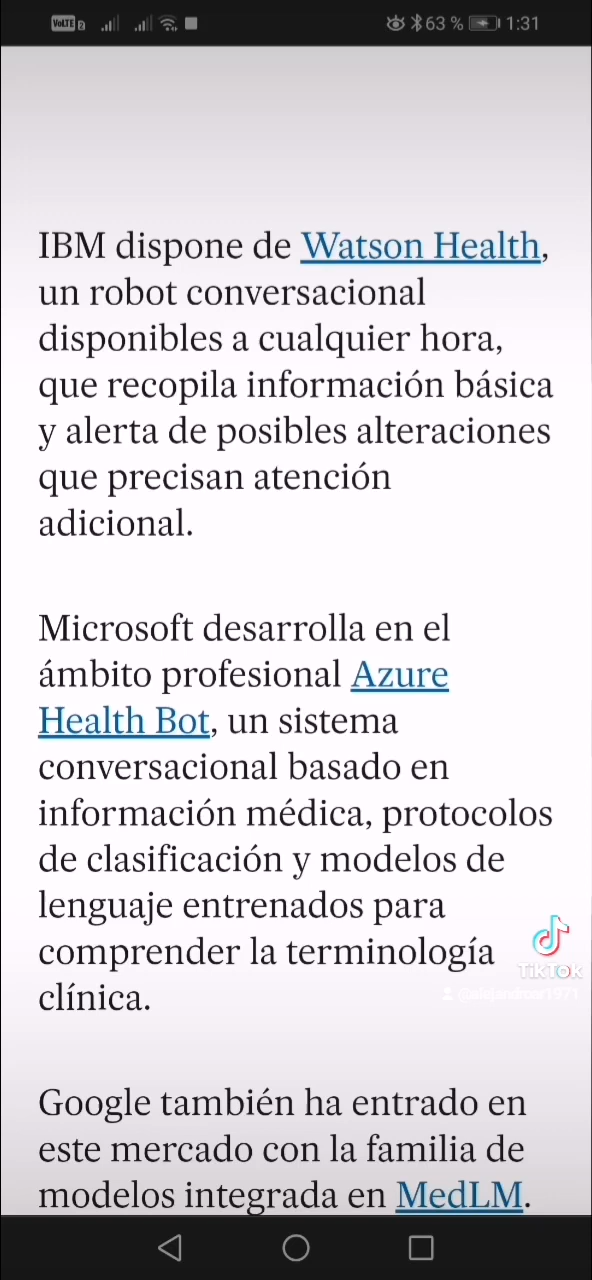 VoLTE 2 63 % 1:31
IBM dispone de Watson Health,
un robot conversacional
disponibles a cualquier hora,
que recopila información básica
y alerta de posibles alteraciones
que precisan atención
adicional.
Microsoft desarrolla en el
ámbito profesional Azure
Health Bot, un sistema
conversacional basado en
información médica, protocolos
de clasificación y modelos de
lenguaje entrenados para
comprender la terminología
clínica.
TikTok
Google también ha entrado en
este mercado con la familia de
modelos integrada en MedLM.